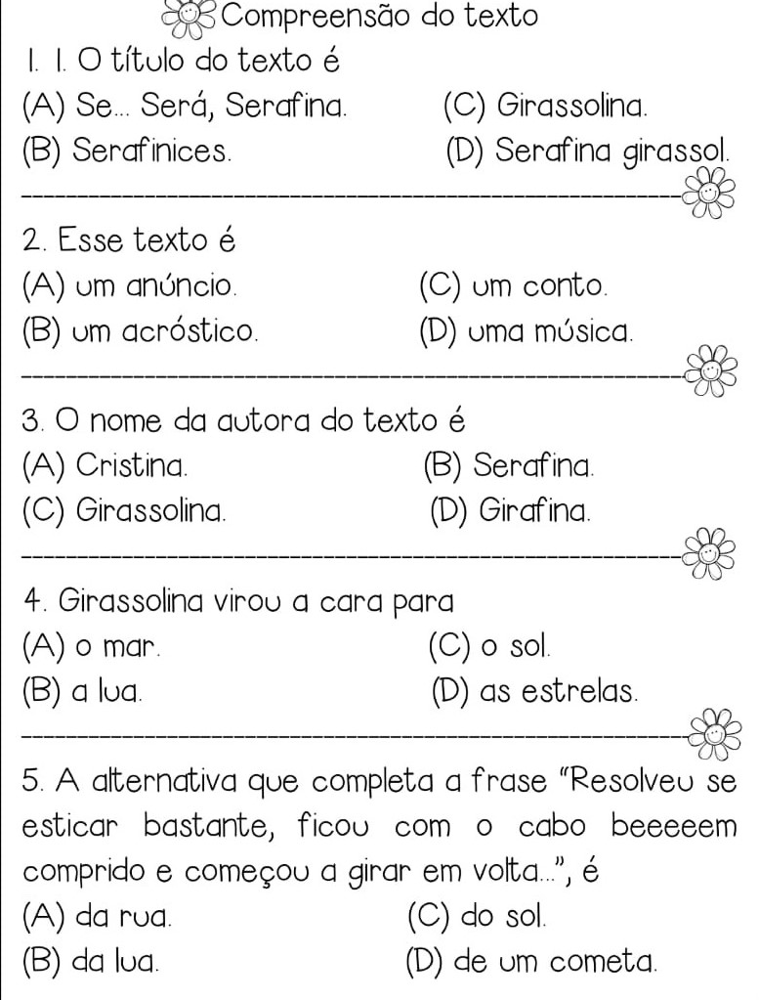 Compreensão do texto
1. 1. O título do texto é
(A) Se... Será, Serafina. (C) Girassolina.
(B) Serafinices. (D) Serafina girassol.
2. Esse texto é
(A) um anúncio. (C) um conto.
(B) um acróstico. (D) uma música.
3. O nome da autora do texto é
(A) Cristina. (B) Serafina.
(C) Girassolina. (D) Girafina.
4. Girassolina virou a cara para
(A) o mar. (C) o sol.
(B) a lua. (D) as estrelas.
5. A alternativa que completa a frase "Resolveu se
esticar bastante, ficou com o cabo beeeeem
comprido e começou a girar em volta...", é
(A) da rua. (C) do sol.
(B) da lua. (D) de um cometa.